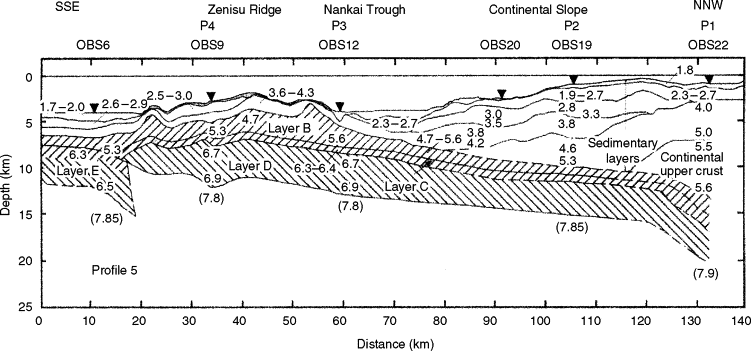 SSE Zenisu Ridge Nankai Trough Continental Slope NNW
P4 P3 P2 P1
OBS6 OBS9 OBS12 OBS20 OBS19 OBS22
0 1.8
1.7–2.0 2.6–2.9 2.5–3.0 3.6–4.3 1.9–2.7 2.3–2.7
2.8 4.0
5 4.7 2.3–2.7 3.0 3.3
3.5 3.8
5.3 Layer B 5.6 4.7 5.6 3.8 5.0
4.2 4.6 Sedimentary 5.5
6.3 5.3 6.7 6.7 5.3 layers Continental
10 Layer E Layer D 6.3–6.4 upper crust
6.5 6.9 6.9 Layer C 5.6
(7.85) (7.8) (7.8)
15 (7.85)
20 Profile 5 (7.9)
25
Depth (km)
0 10 20 30 40 50 60 70 80 90 100 110 120 130 140
Distance (km)